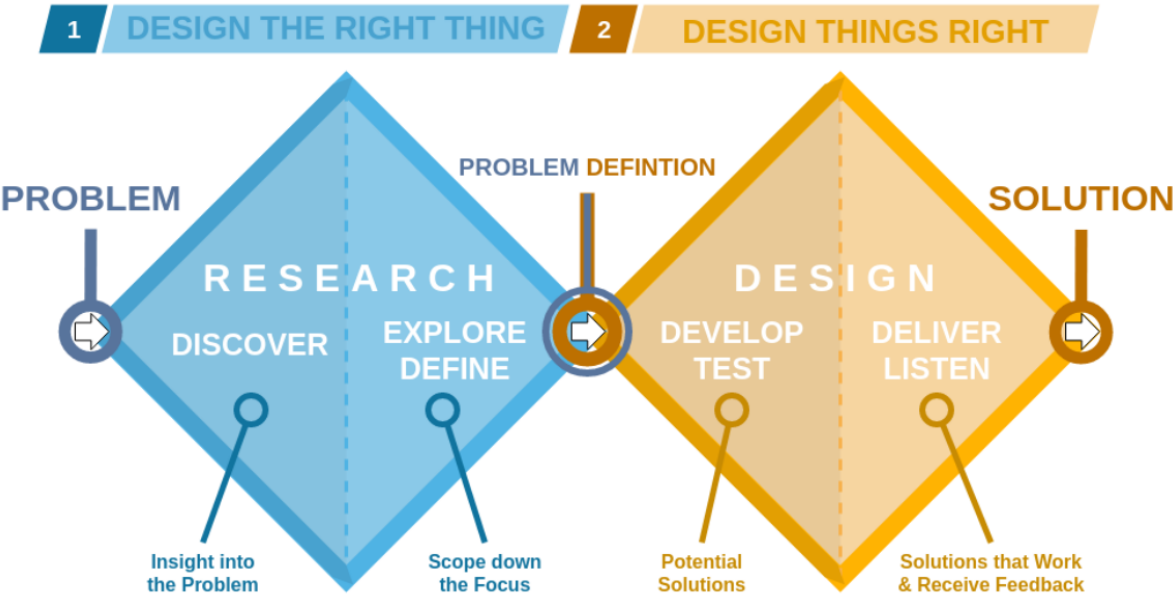 1 DESIGN THE RIGHT THING 2 DESIGN THINGS RIGHT
PROBLEM DEFINTION
PROBLEM
SOLUTION
RESEARCH
DESIGN
DISCOVER
EXPLORE
DEFINE
DEVELOP
TEST
DELIVER
LISTEN
Insight into
the Problem
Scope down
the Focus
Potential
Solutions
Solutions that Work
& Receive Feedback